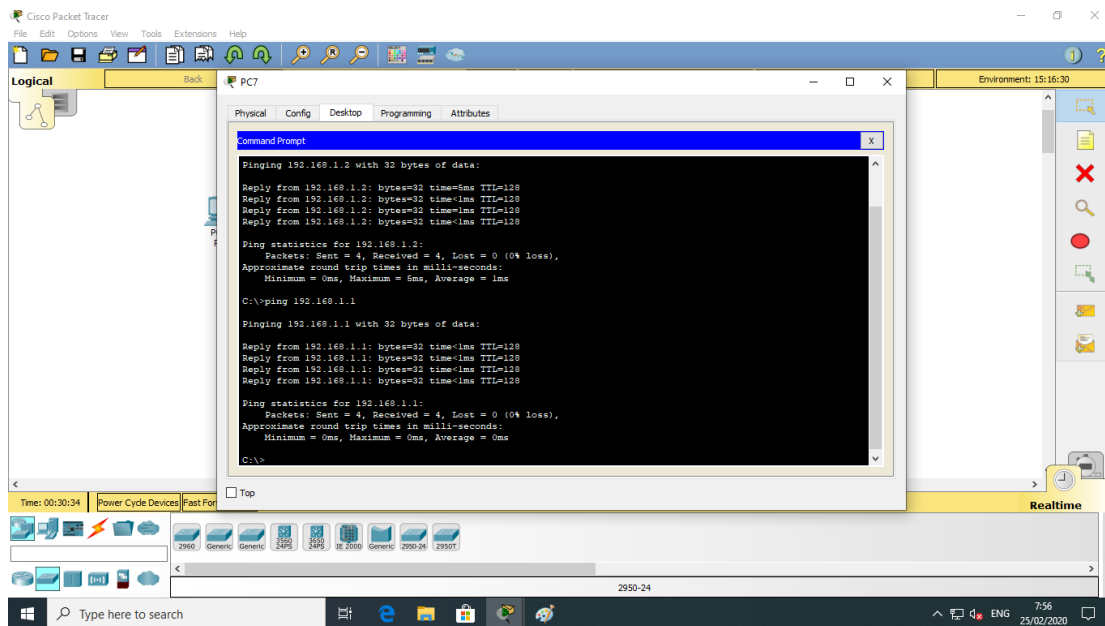 Cisco Packet Tracer
File Edit Options View Tools Extensions Help
Logical
Back
Environment: 15:16:30
PC7
Physical Config Desktop Programming Attributes
Command Prompt
X
Pinging 192.168.1.2 with 32 bytes of data:
Reply from 192.168.1.2: bytes=32 time=5ms TTL=128
Reply from 192.168.1.2: bytes=32 time<1ms TTL=128
Reply from 192.168.1.2: bytes=32 time=1ms TTL=128
Reply from 192.168.1.2: bytes=32 time<1ms TTL=128
Ping statistics for 192.168.1.2:
Packets: Sent = 4, Received = 4, Lost = 0 (0% loss),
Approximate round trip times in milli-seconds:
Minimum = 0ms, Maximum = 5ms, Average = 1ms
C:\>ping 192.168.1.1
Pinging 192.168.1.1 with 32 bytes of data:
Reply from 192.168.1.1: bytes=32 time<1ms TTL=128
Reply from 192.168.1.1: bytes=32 time<1ms TTL=128
Reply from 192.168.1.1: bytes=32 time<1ms TTL=128
Reply from 192.168.1.1: bytes=32 time<1ms TTL=128
Ping statistics for 192.168.1.1:
Packets: Sent = 4, Received = 4, Lost = 0 (0% loss),
Approximate round trip times in milli-seconds:
Minimum = 0ms, Maximum = 0ms, Average = 0ms
C:\>
Top
Time: 00:30:34 Power Cycle Devices Fast For
Realtime
2960 Generic Generic 3560 24PS 3650 24PS IE 2000 Generic 2950-24 2950T
2950-24
Type here to search
ENG
7:56
25/02/2020